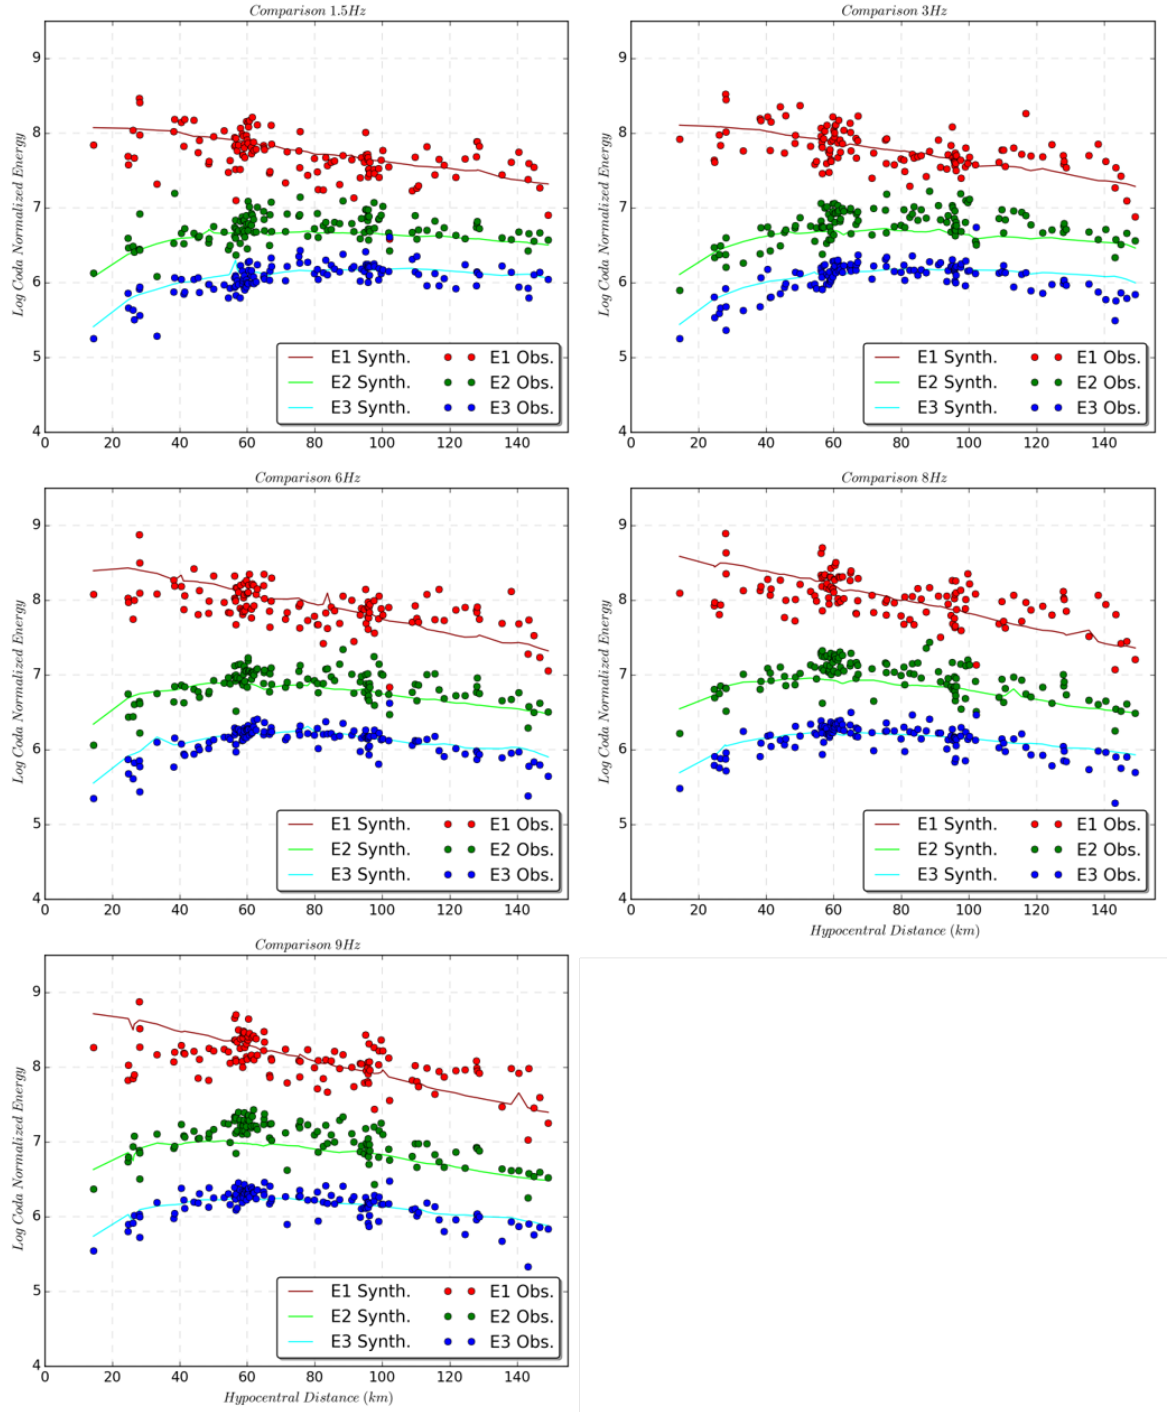 Comparison 1.5Hz
Log Coda Normalized Energy
9
8
7
6
5
4
0 20 40 60 80 100 120 140
E1 Synth. E1 Obs.
E2 Synth. E2 Obs.
E3 Synth. E3 Obs.
Comparison 3Hz
Log Coda Normalized Energy
9
8
7
6
5
4
0 20 40 60 80 100 120 140
E1 Synth. E1 Obs.
E2 Synth. E2 Obs.
E3 Synth. E3 Obs.
Comparison 6Hz
Log Coda Normalized Energy
9
8
7
6
5
4
0 20 40 60 80 100 120 140
E1 Synth. E1 Obs.
E2 Synth. E2 Obs.
E3 Synth. E3 Obs.
Comparison 8Hz
Log Coda Normalized Energy
9
8
7
6
5
4
0 20 40 60 80 100 120 140
E1 Synth. E1 Obs.
E2 Synth. E2 Obs.
E3 Synth. E3 Obs.
Hypocentral Distance (km)
Comparison 9Hz
Log Coda Normalized Energy
9
8
7
6
5
4
0 20 40 60 80 100 120 140
E1 Synth. E1 Obs.
E2 Synth. E2 Obs.
E3 Synth. E3 Obs.
Hypocentral Distance (km)